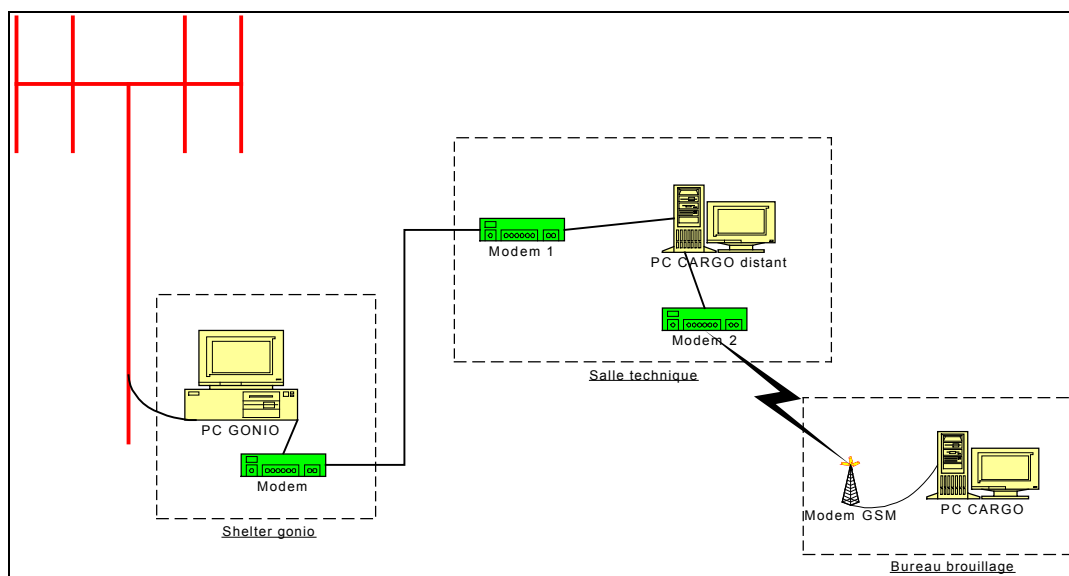 Modem 1
PC CARGO distant
Modem 2
Salle technique
PC GONIO
Modem
Shelter gonio
Modem GSM
PC CARGO
Bureau brouillage